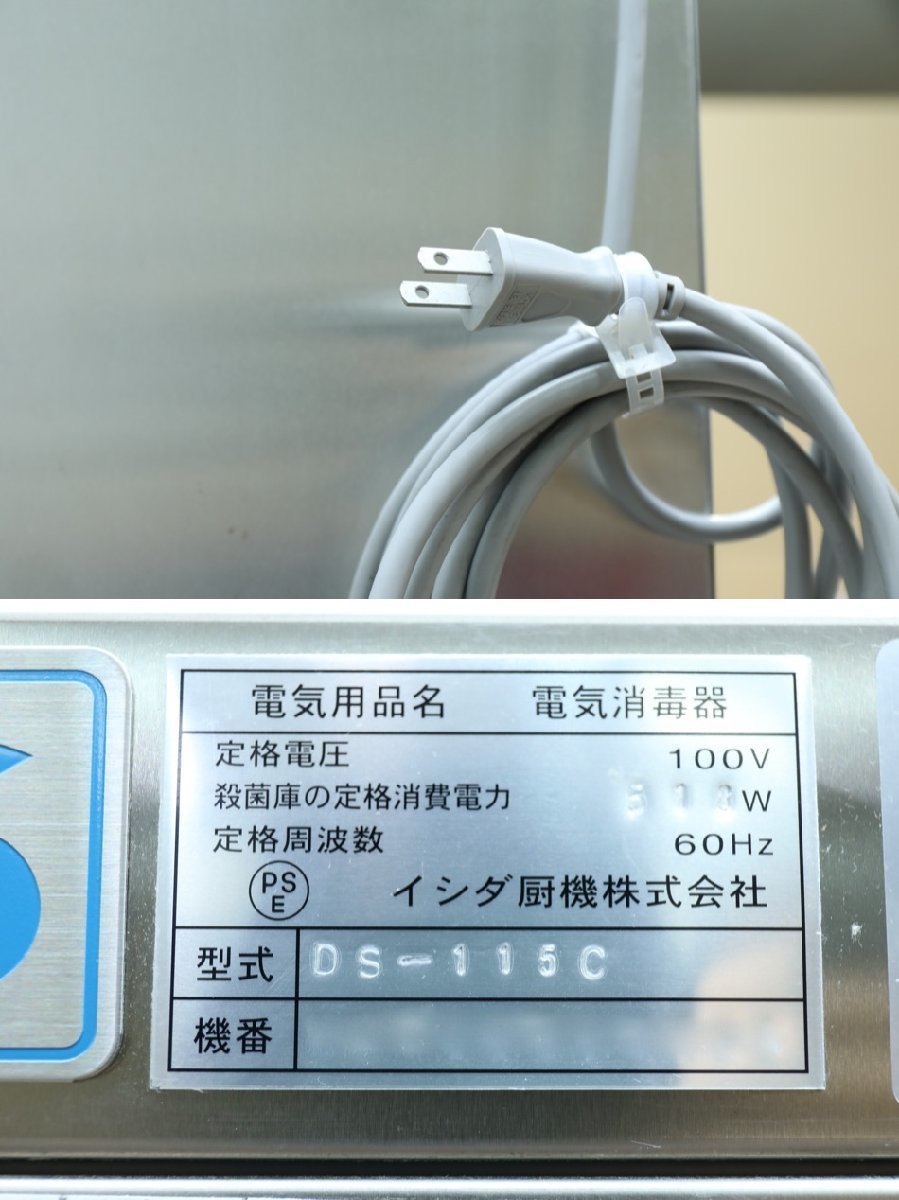 電気用品名 電気消毒器
定格電圧 100V
殺菌庫の定格消費電力 W
定格周波数 60Hz
PS
E
イシダ厨機株式会社
型式 DS-115C
機番